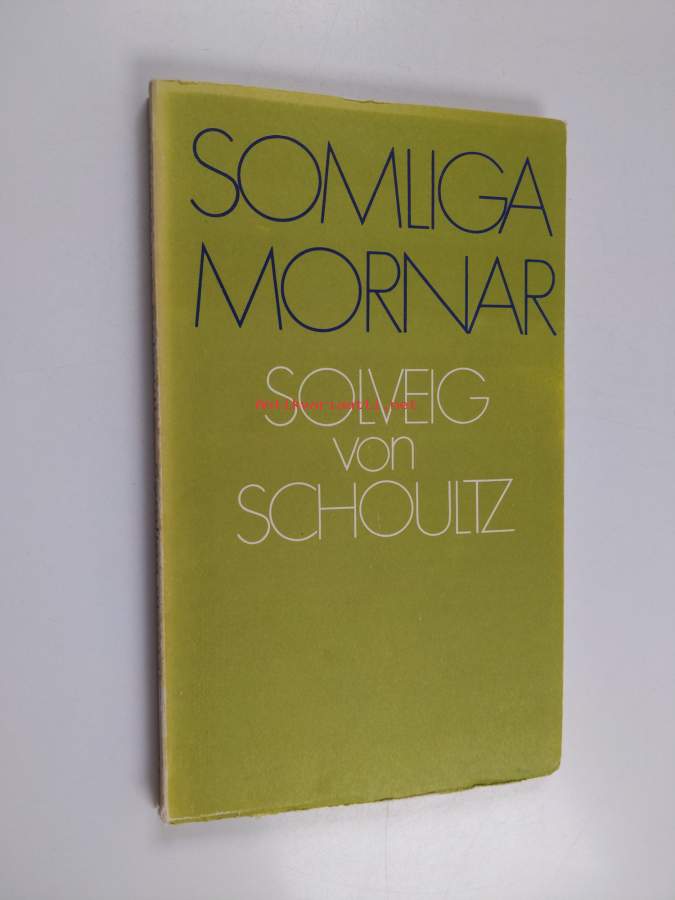 SOMLIGA
MORNAR
SOLVEIG
Antikvariaatti.net
von
SCHOULTZ